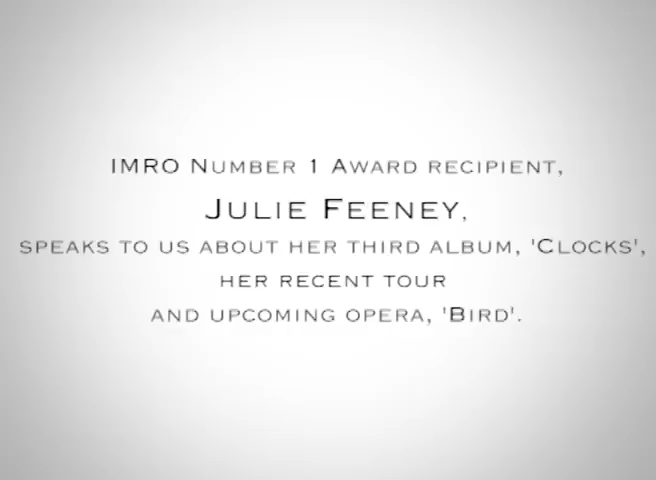 IMRO Number 1 Award recipient,
Julie Feeney,
speaks to us about her third album, 'Clocks',
her recent tour
and upcoming opera, 'Bird'.